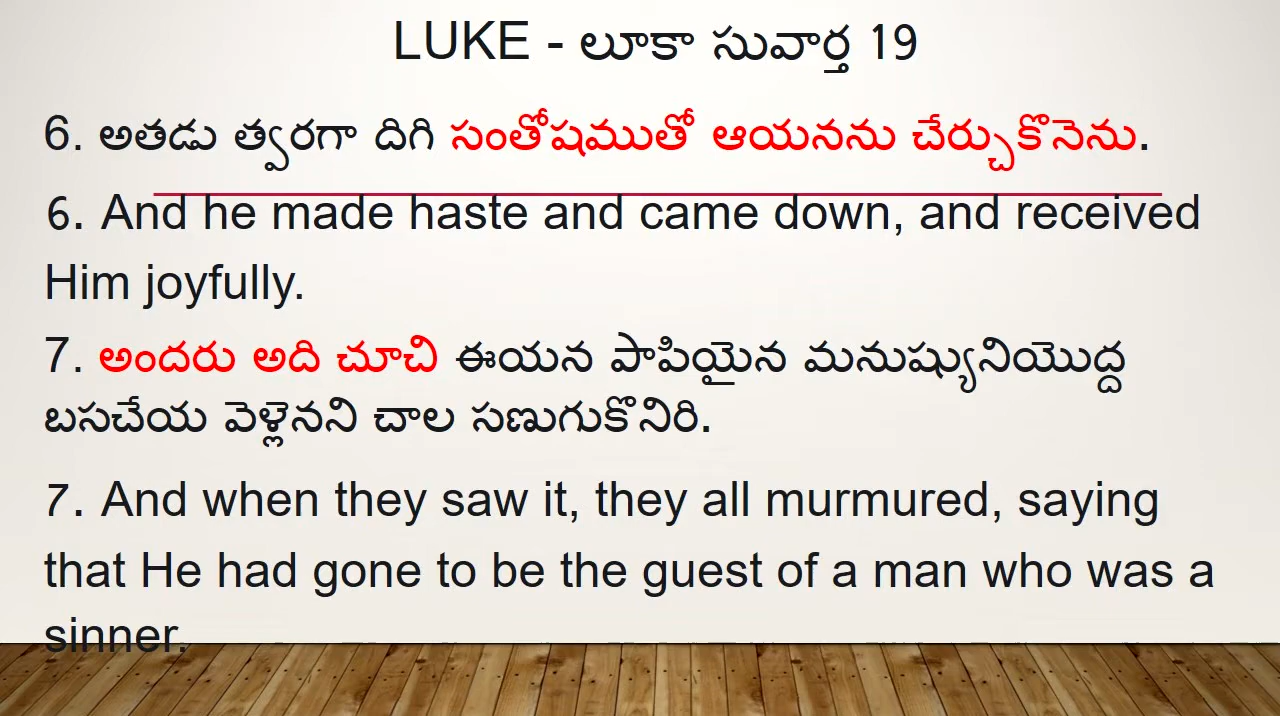 LUKE - లూకా సువార్త 19
6. అతడు త్వరగా దిగి సంతోషముతో ఆయనను చేర్చుకొనెను.
6. And he made haste and came down, and received
Him joyfully.
7. అందరు అది చూచి ఈయన పాపియైన మనుష్యునియొద్ద
బసచేయ వెళ్లెనని చాల సణుగుకొనిరి.
7. And when they saw it, they all murmured, saying
that He had gone to be the guest of a man who was a
sinner.